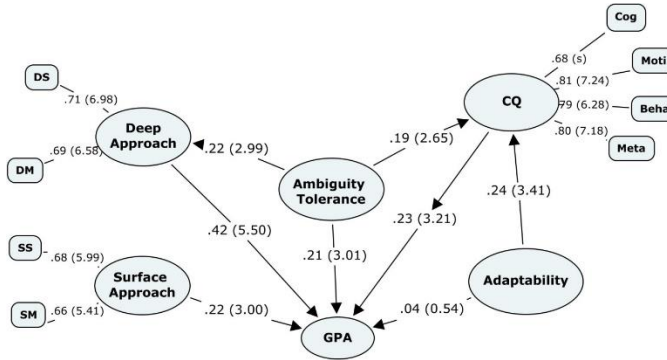 Cog
.68 (s)
Moti
.81 (7.24)
DS
.71 (6.98)
CQ
.79 (6.28)
Beha
Deep
Approach
.22 (2.99)
.19 (2.65)
.80 (7.18)
Meta
.69 (6.58)
DM
Ambiguity
Tolerance
.24 (3.41)
.23 (3.21)
.42 (5.50)
.21 (3.01)
SS
.68 (5.99)
Surface
Approach
Adaptability
.66 (5.41)
SM
.22 (3.00)
.04 (0.54)
GPA